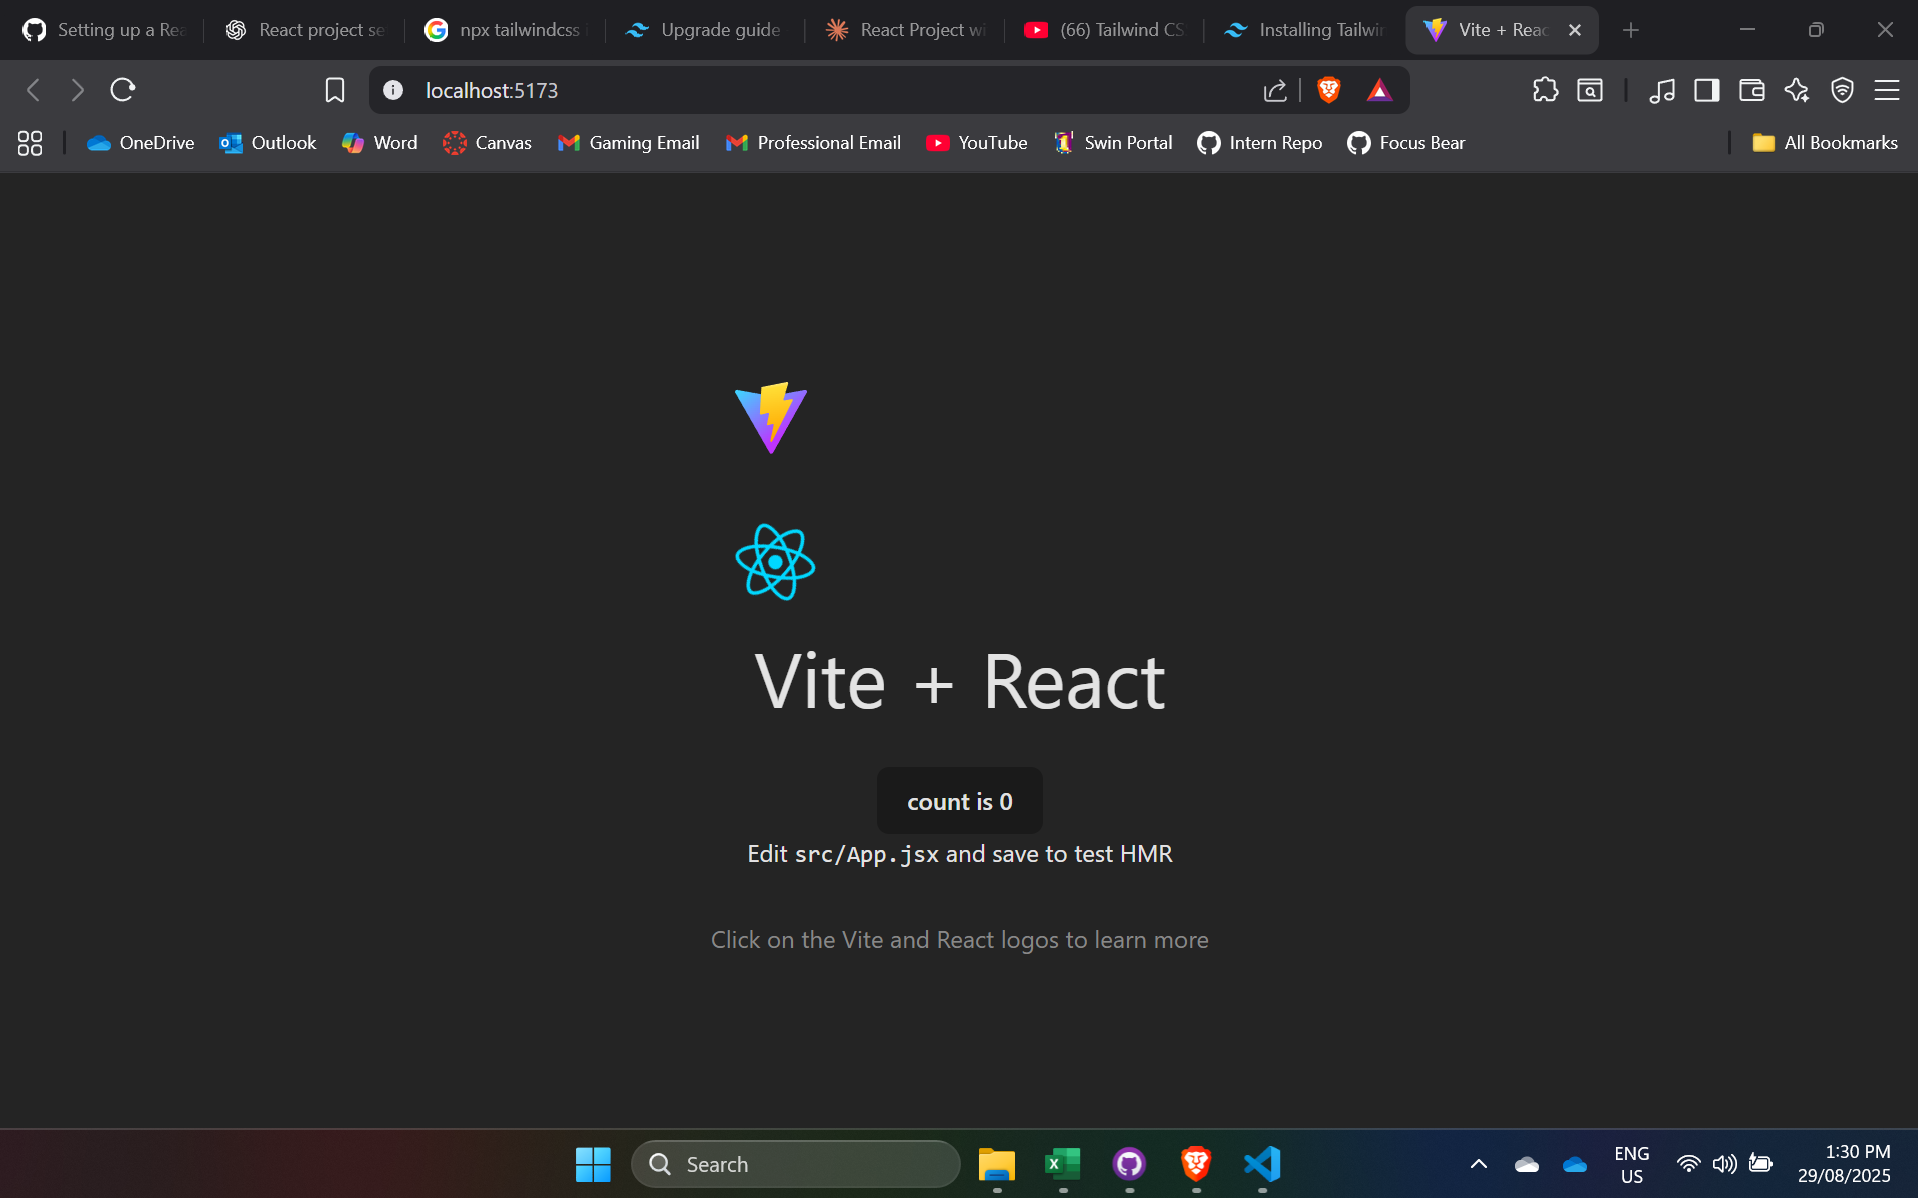 Setting up a Rea
React project se
npx tailwindcss i
Upgrade guide
React Project wi
(66) Tailwind CS
Installing Tailwin
Vite + Reac
localhost:5173
OneDrive
Outlook
Word
Canvas
Gaming Email
Professional Email
YouTube
Swin Portal
Intern Repo
Focus Bear
All Bookmarks
Vite + React
count is 0
Edit src/App.jsx and save to test HMR
Click on the Vite and React logos to learn more
Search
ENG
US
1:30 PM
29/08/2025